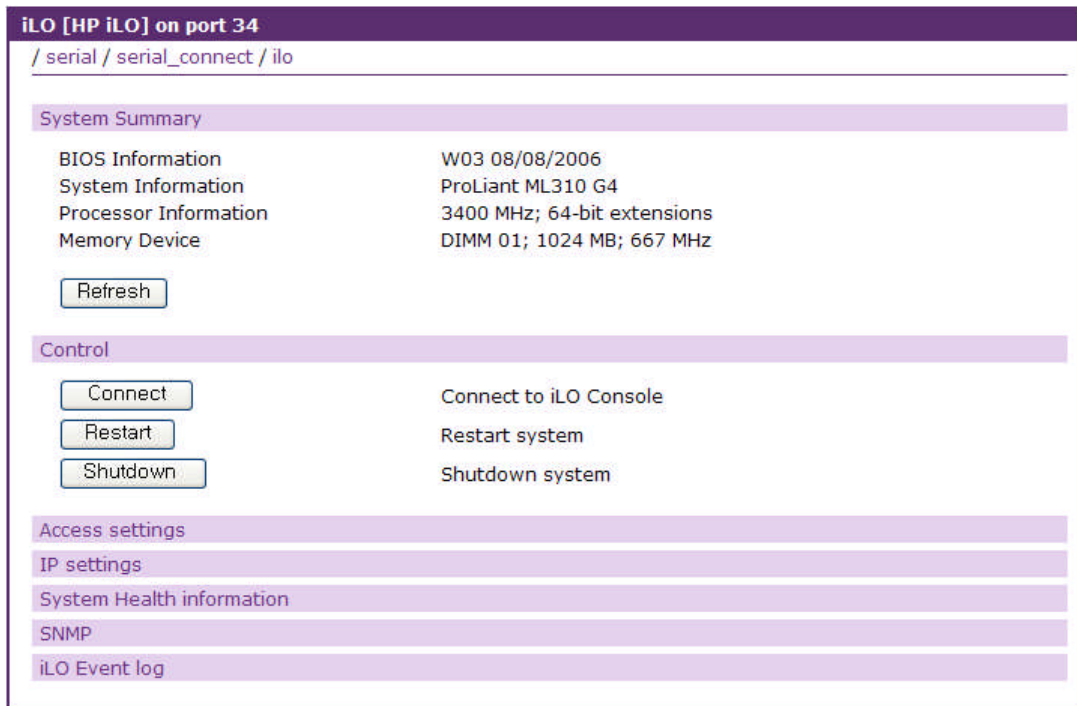 iLO [HP iLO] on port 34
/ serial / serial_connect / ilo
System Summary
BIOS Information W03 08/08/2006
System Information ProLiant ML310 G4
Processor Information 3400 MHz; 64-bit extensions
Memory Device DIMM 01; 1024 MB; 667 MHz
Refresh
Control
Connect Connect to iLO Console
Restart Restart system
Shutdown Shutdown system
Access settings
IP settings
System Health information
SNMP
iLO Event log